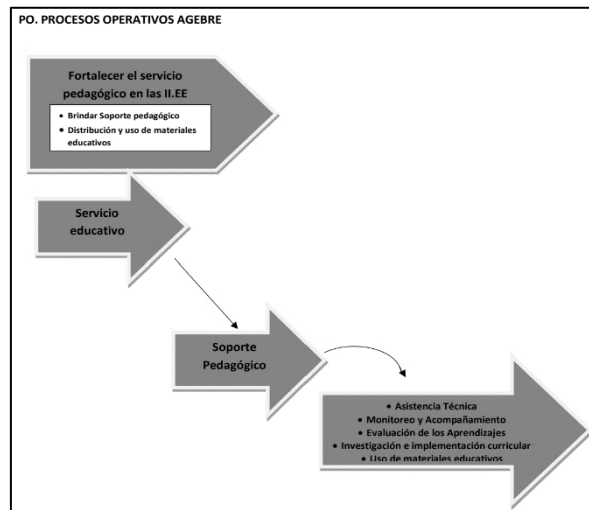 PO. PROCESOS OPERATIVOS AGEBRE
Fortalecer el servicio
pedagógico en las II.EE
• Brindar Soporte pedagógico
• Distribución y uso de materiales
educativos
Servicio
educativo
Soporte
Pedagógico
• Asistencia Técnica
• Monitoreo y Acompañamiento
• Evaluación de los Aprendizajes
• Investigación e implementación curricular
• Uso de materiales educativos